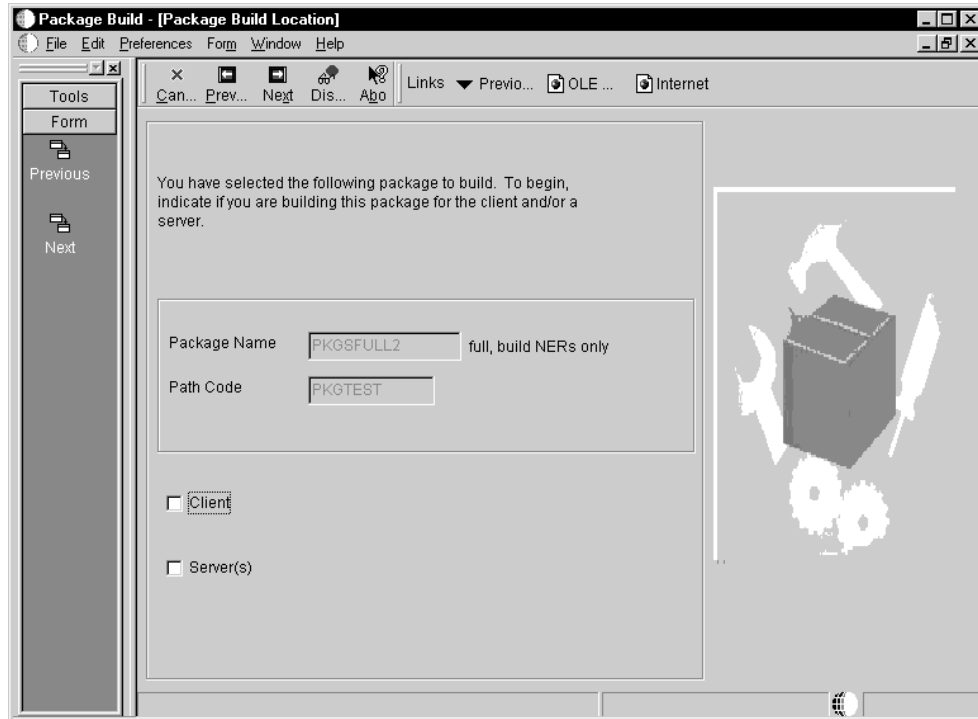 Package Build - [Package Build Location]
File Edit Preferences Form Window Help
Can... Prev... Next Dis... Abo Links Previo... OLE ... Internet
Tools
Form
Previous
Next
You have selected the following package to build. To begin,
indicate if you are building this package for the client and/or a
server.
Package Name PKGSFULL2 full, build NERs only
Path Code PKGTEST
Client
Server(s)